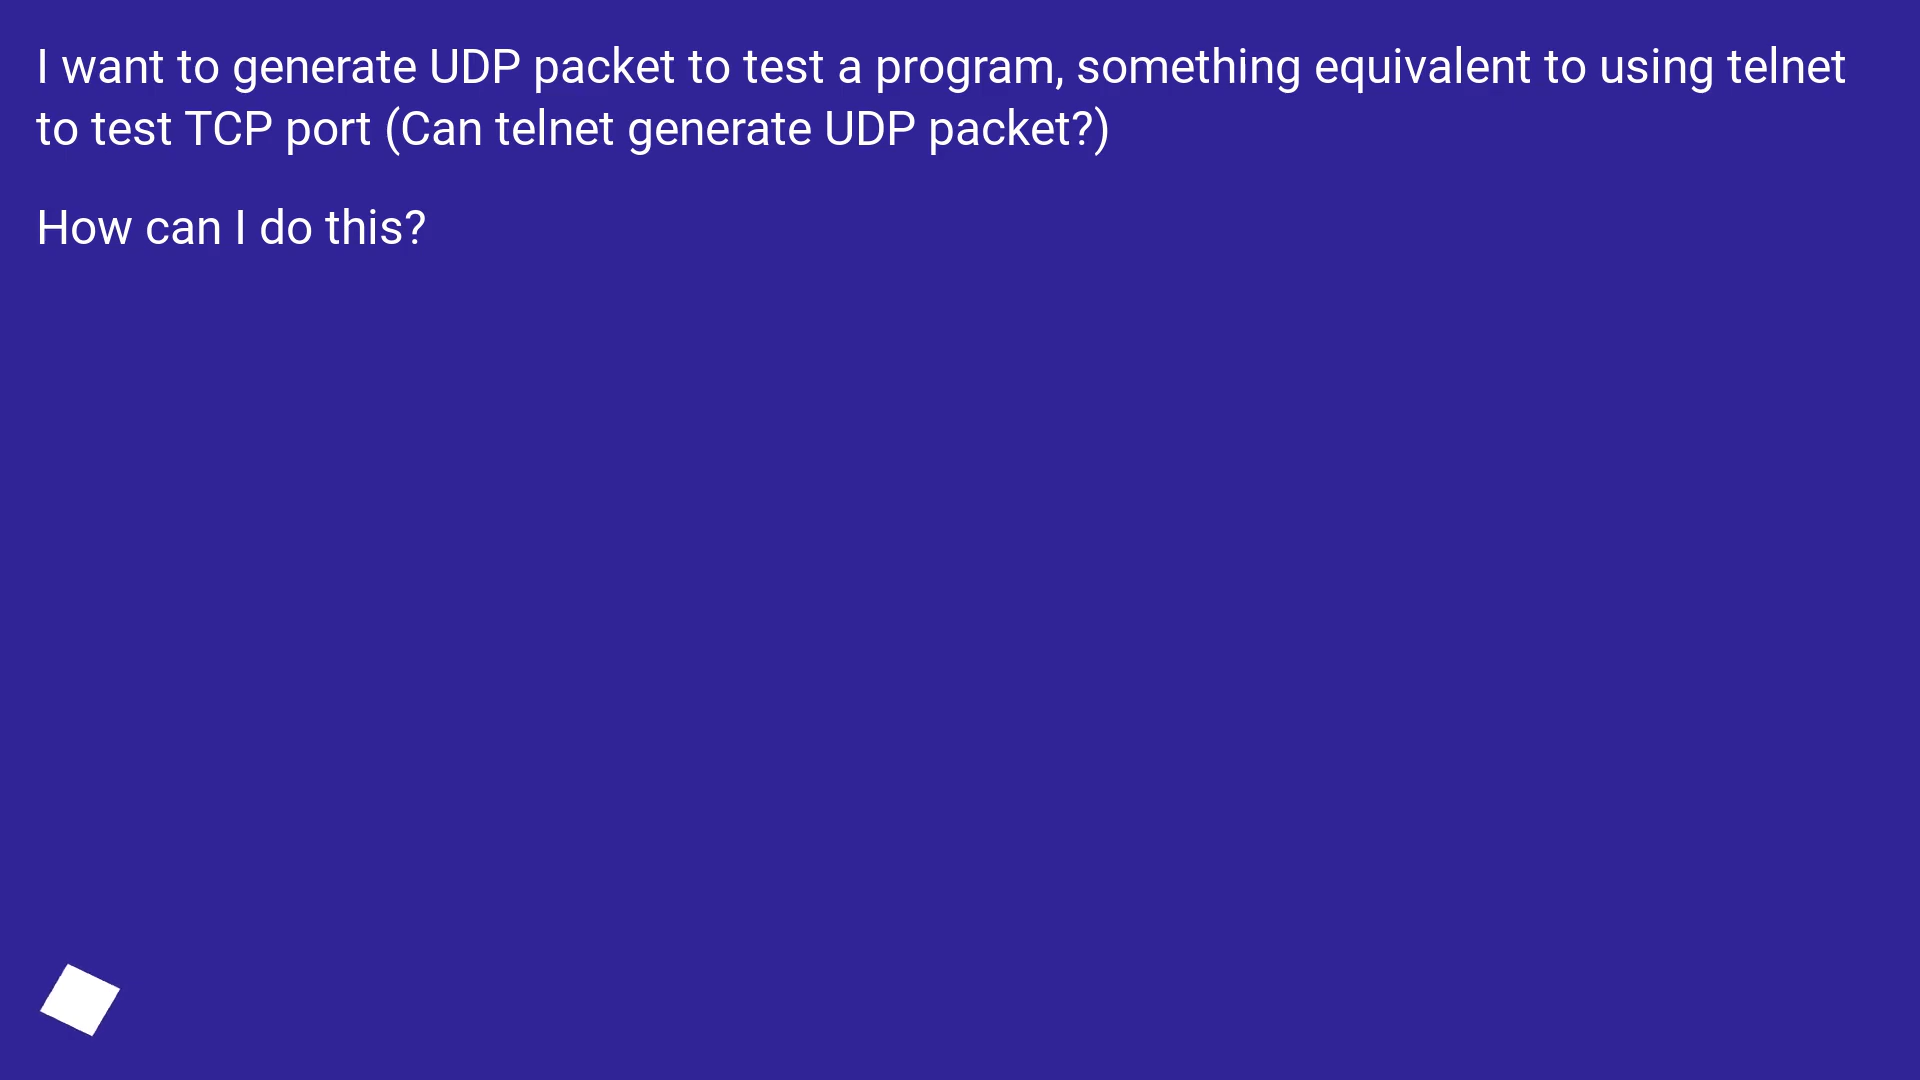 I want to generate UDP packet to test a program, something equivalent to using telnet
to test TCP port (Can telnet generate UDP packet?)
How can I do this?